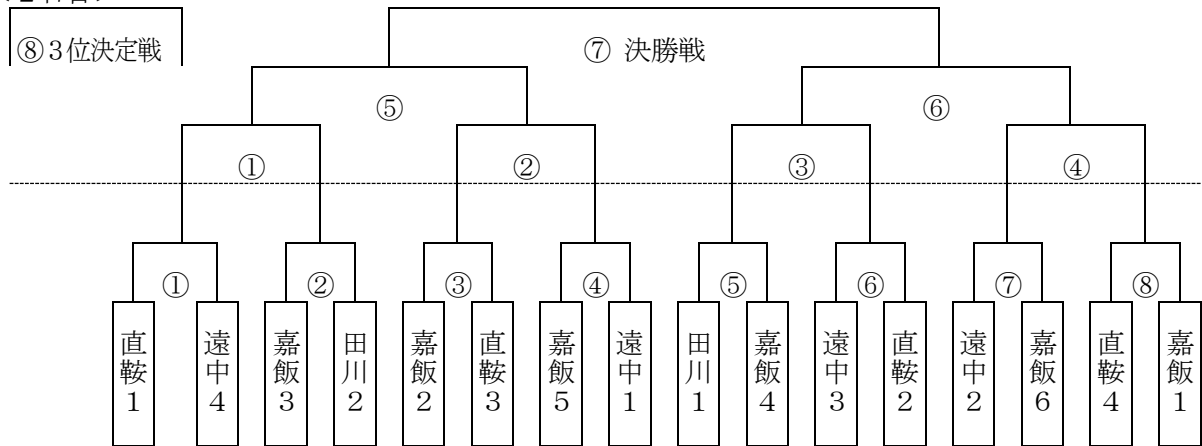 ⑧3位決定戦
⑦ 決勝戦
⑤ ⑥
① ② ③ ④
① ② ③ ④ ⑤ ⑥ ⑦ ⑧
直鞍1 遠中4 嘉飯3 田川2 嘉飯2 直鞍3 嘉飯5 遠中1 田川1 嘉飯4 遠中3 直鞍2 遠中2 嘉飯6 直鞍4 嘉飯1